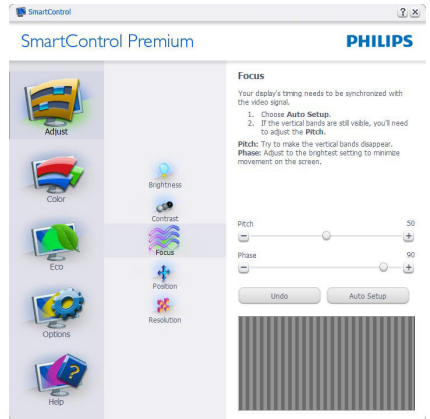 SmartControl
SmartControl Premium
PHILIPS
Adjust
Color
Eco
Options
Help
Brightness
Contrast
Focus
Position
Resolution
Focus
Your display's timing needs to be synchronized with
the video signal.
1. Choose Auto Setup.
2. If the vertical bands are still visible, you'll need
to adjust the Pitch.
Pitch: Try to make the vertical bands disappear.
Phase: Adjust to the brightest setting to minimize
movement on the screen.
Pitch 50
Phase 90
Undo Auto Setup